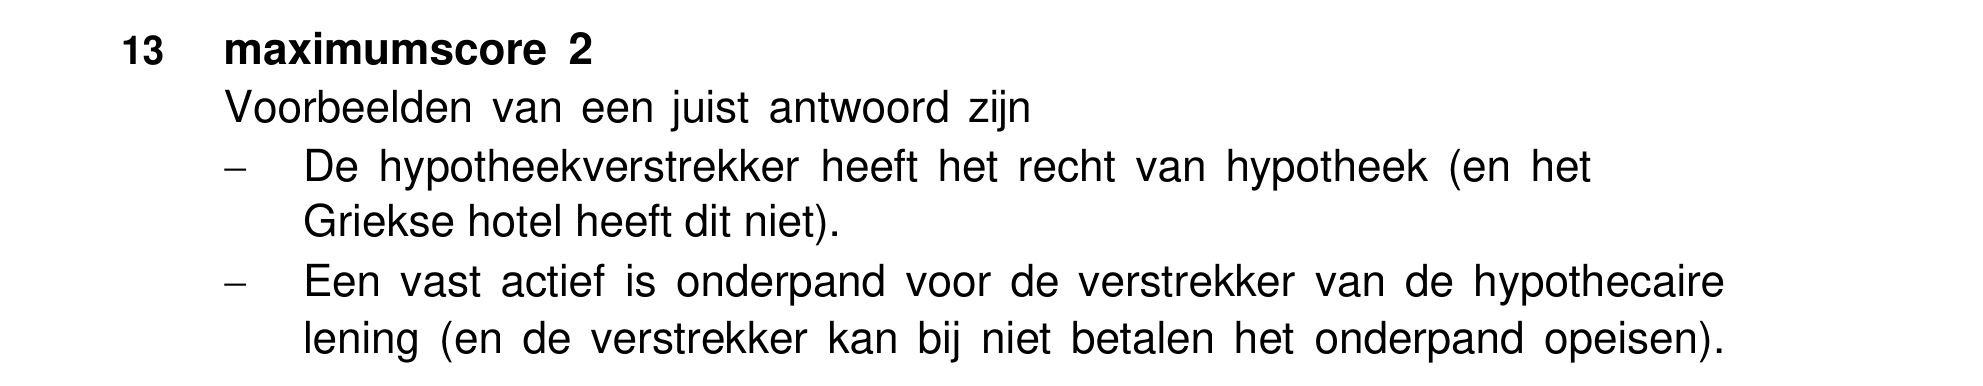 13 maximumscore 2
Voorbeelden van een juist antwoord zijn
− De hypotheekverstrekker heeft het recht van hypotheek (en het
Griekse hotel heeft dit niet).
− Een vast actief is onderpand voor de verstrekker van de hypothecaire
lening (en de verstrekker kan bij niet betalen het onderpand opeisen).